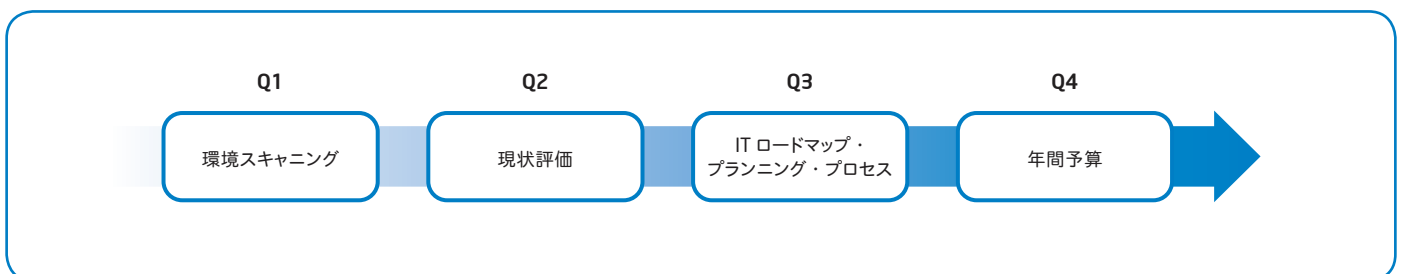 Q1
Q2
Q3
Q4
環境スキャニング
現状評価
IT ロードマップ・
プランニング・プロセス
年間予算